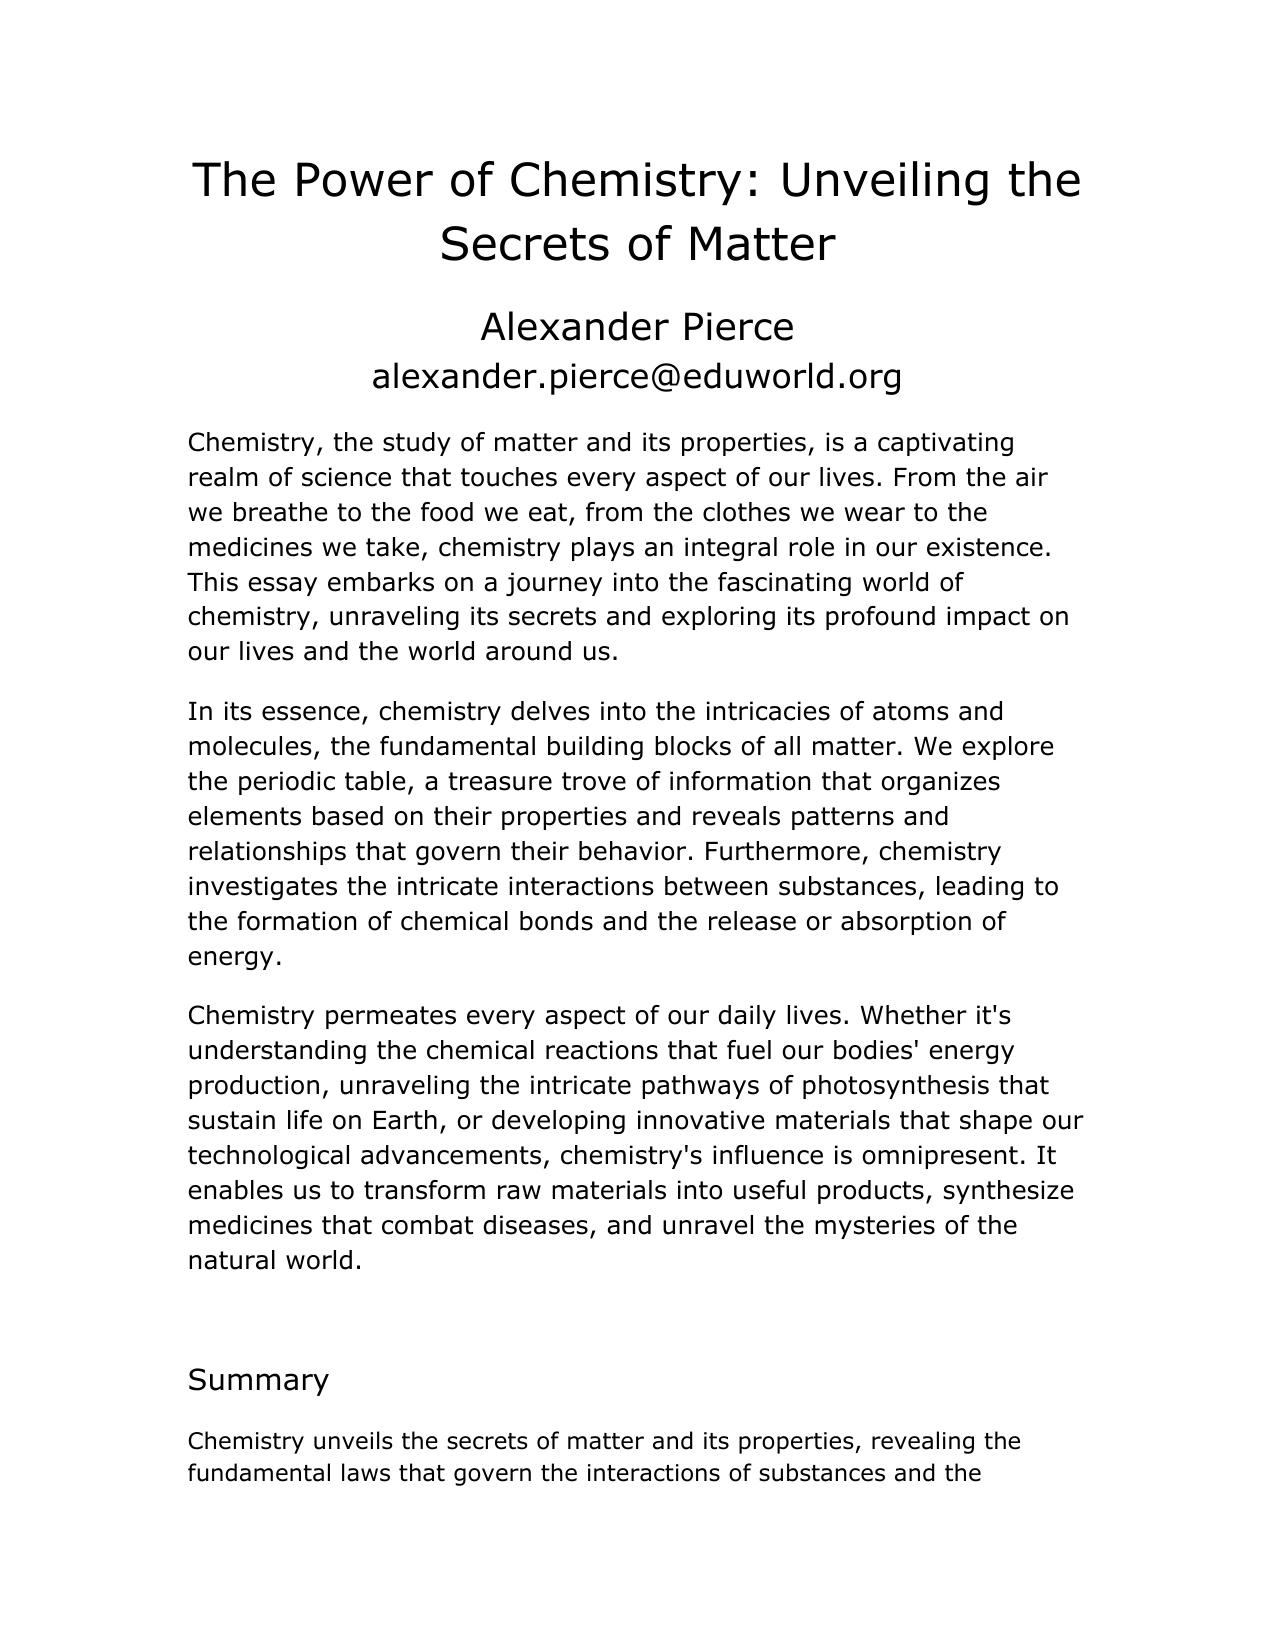 The Power of Chemistry: Unveiling the
Secrets of Matter
Alexander Pierce
alexander.pierce@eduworld.org
Chemistry, the study of matter and its properties, is a captivating
realm of science that touches every aspect of our lives. From the air
we breathe to the food we eat, from the clothes we wear to the
medicines we take, chemistry plays an integral role in our existence.
This essay embarks on a journey into the fascinating world of
chemistry, unraveling its secrets and exploring its profound impact on
our lives and the world around us.
In its essence, chemistry delves into the intricacies of atoms and
molecules, the fundamental building blocks of all matter. We explore
the periodic table, a treasure trove of information that organizes
elements based on their properties and reveals patterns and
relationships that govern their behavior. Furthermore, chemistry
investigates the intricate interactions between substances, leading to
the formation of chemical bonds and the release or absorption of
energy.
Chemistry permeates every aspect of our daily lives. Whether it's
understanding the chemical reactions that fuel our bodies' energy
production, unraveling the intricate pathways of photosynthesis that
sustain life on Earth, or developing innovative materials that shape our
technological advancements, chemistry's influence is omnipresent. It
enables us to transform raw materials into useful products, synthesize
medicines that combat diseases, and unravel the mysteries of the
natural world.
Summary
Chemistry unveils the secrets of matter and its properties, revealing the
fundamental laws that govern the interactions of substances and the